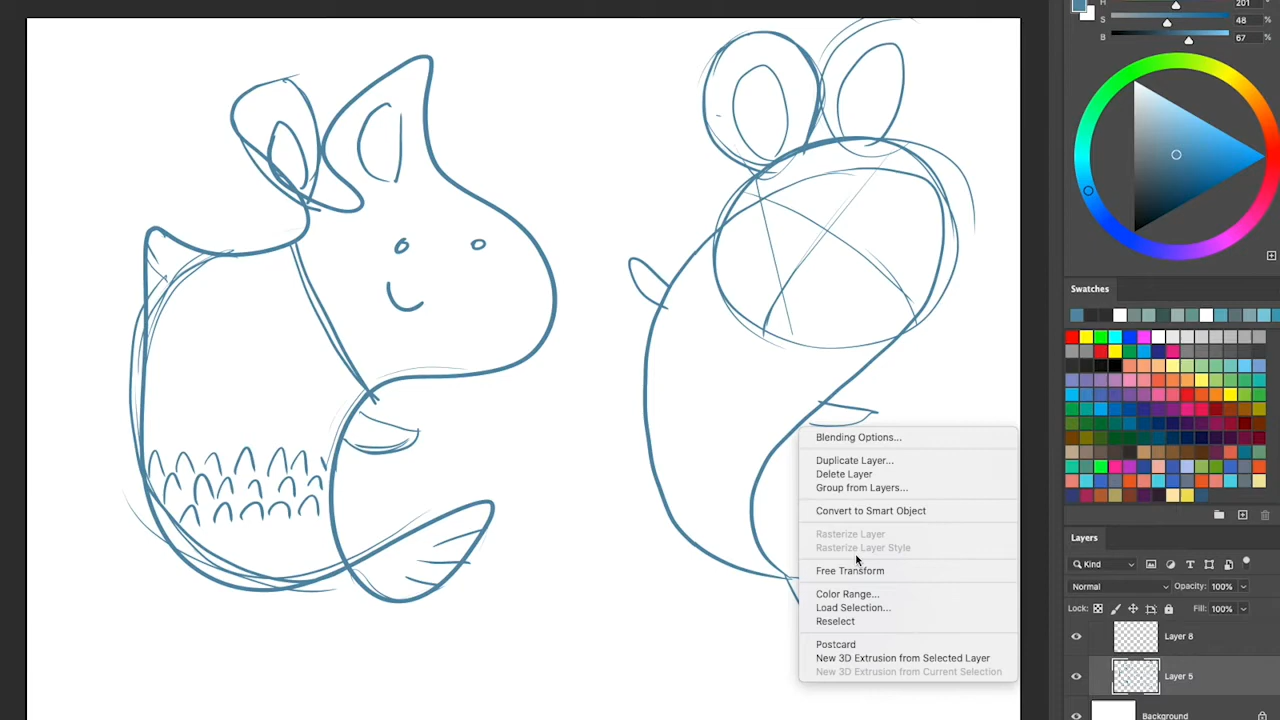 H
201
°
S
48
%
B
67
%
Swatches
Blending Options...
Duplicate Layer...
Delete Layer
Group from Layers...
Convert to Smart Object
Rasterize Layer
Rasterize Layer Style
Free Transform
Color Range...
Load Selection...
Reselect
Postcard
New 3D Extrusion from Selected Layer
New 3D Extrusion from Current Selection
Layers
Kind
Normal
Opacity: 100%
Lock:
Fill: 100%
Layer 8
Layer 5
Background